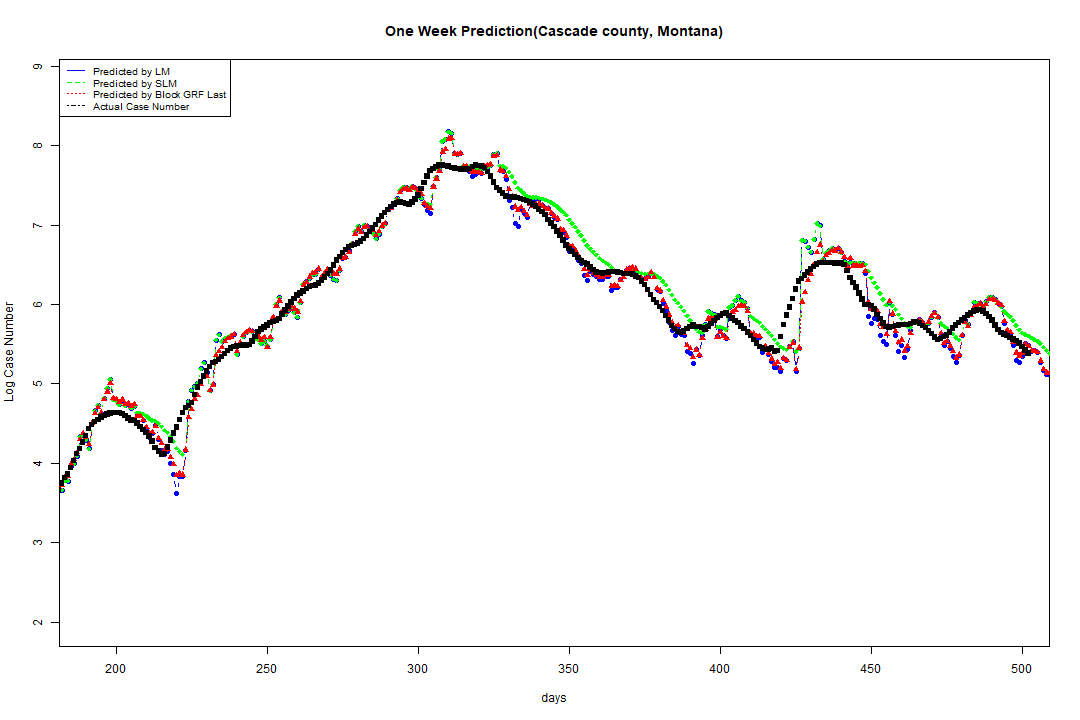 One Week Prediction(Cascade county, Montana)
Predicted by LM
Predicted by SLM
Predicted by Block GRF Last
Actual Case Number
9
8
7
6
5
4
3
2
Log Case Number
200 250 300 350 400 450 500
days